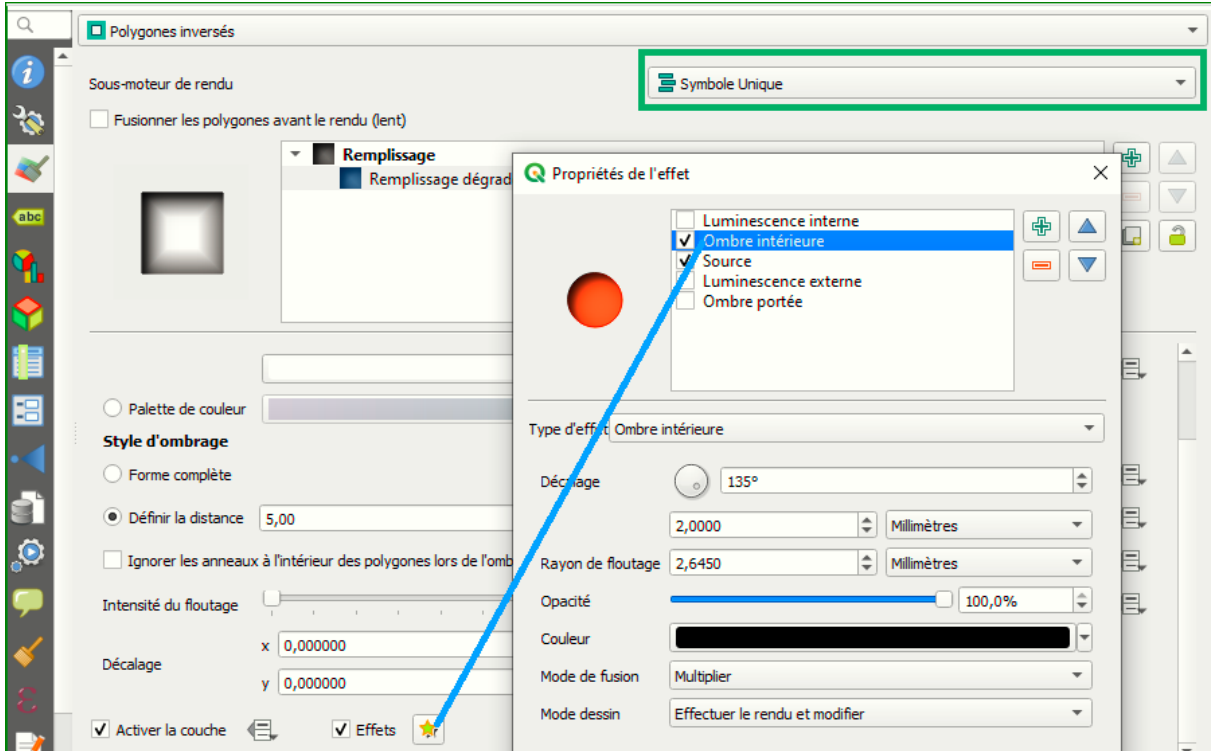 Polygones inversés
Sous-moteur de rendu
Symbole Unique
Fusionner les polygones avant le rendu (lent)
Remplissage
Remplissage dégrad
abc
Palette de couleur
Style d'ombrage
Forme complète
Définir la distance
5,00
Ignorer les anneaux à l'intérieur des polygones lors de l'omb
Intensité du floutage
Décalage
x 0,000000
y 0,000000
Activer la couche
Effets
Propriétés de l'effet
Luminescence interne
Ombre intérieure
Source
Luminescence externe
Ombre portée
Type d'effet Ombre intérieure
Décalage
135°
2,0000 Millimètres
Rayon de floutage 2,6450 Millimètres
Opacité 100,0%
Couleur
Mode de fusion Multiplier
Mode dessin Effectuer le rendu et modifier